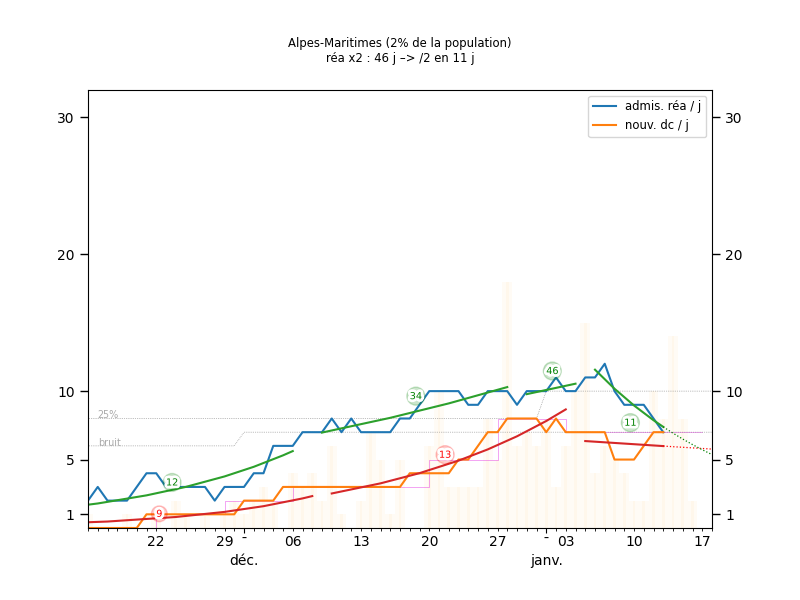 Alpes-Maritimes (2% de la population)
réa x2 : 46 j –> /2 en 11 j
admis. réa / j
nouv. dc / j
30 30
20 20
10 10
5 5
1 1
25%
bruit
46
34
11
13
12
9
22 29 - 06 13 20 27 - 03 10 17
déc. janv.